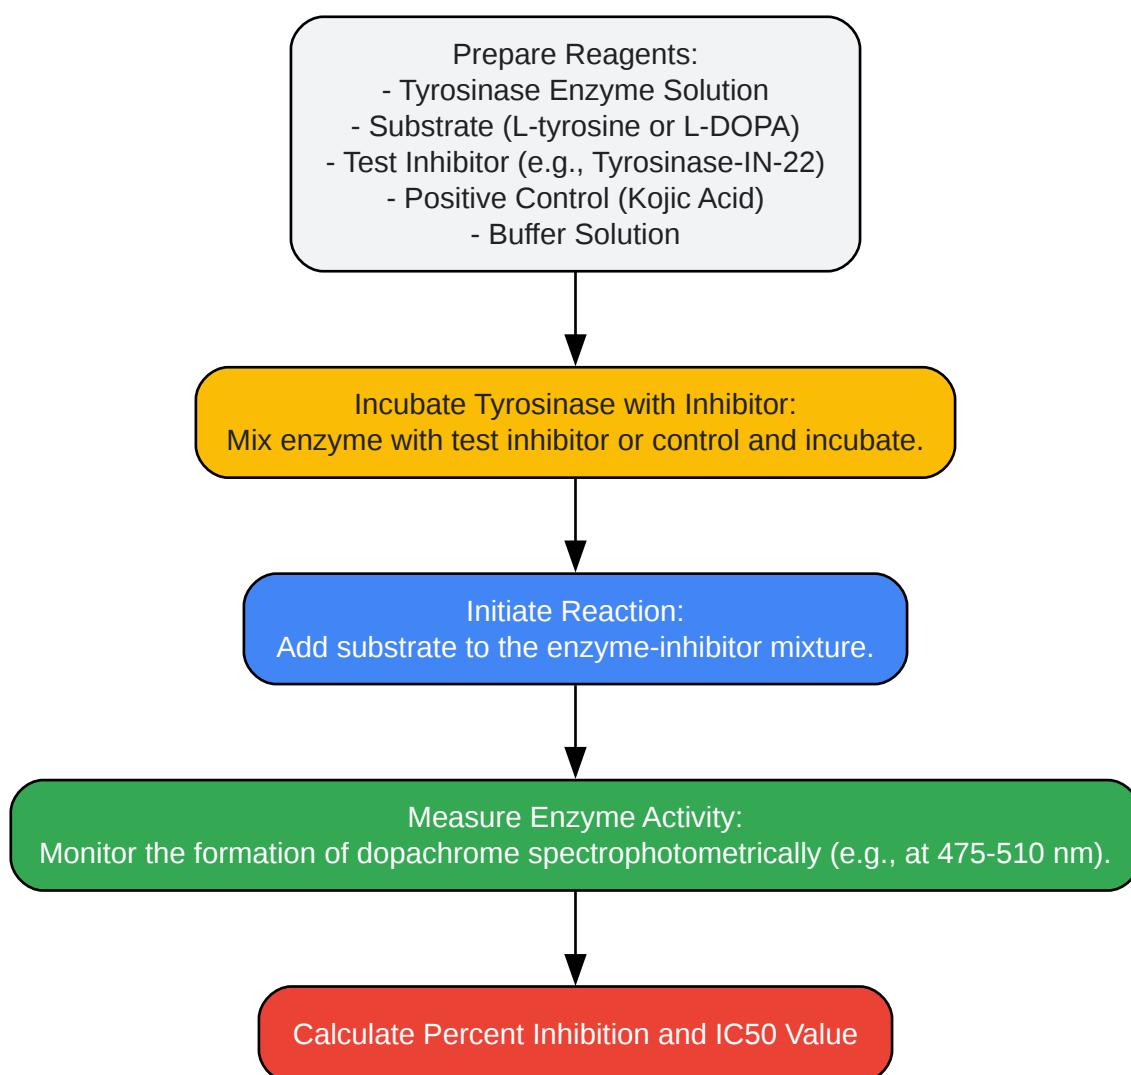 Prepare Reagents:
- Tyrosinase Enzyme Solution
- Substrate (L-tyrosine or L-DOPA)
- Test Inhibitor (e.g., Tyrosinase-IN-22)
- Positive Control (Kojic Acid)
- Buffer Solution
Incubate Tyrosinase with Inhibitor:
Mix enzyme with test inhibitor or control and incubate.
Initiate Reaction:
Add substrate to the enzyme-inhibitor mixture.
Measure Enzyme Activity:
Monitor the formation of dopachrome spectrophotometrically (e.g., at 475-510 nm).
Calculate Percent Inhibition and IC50 Value